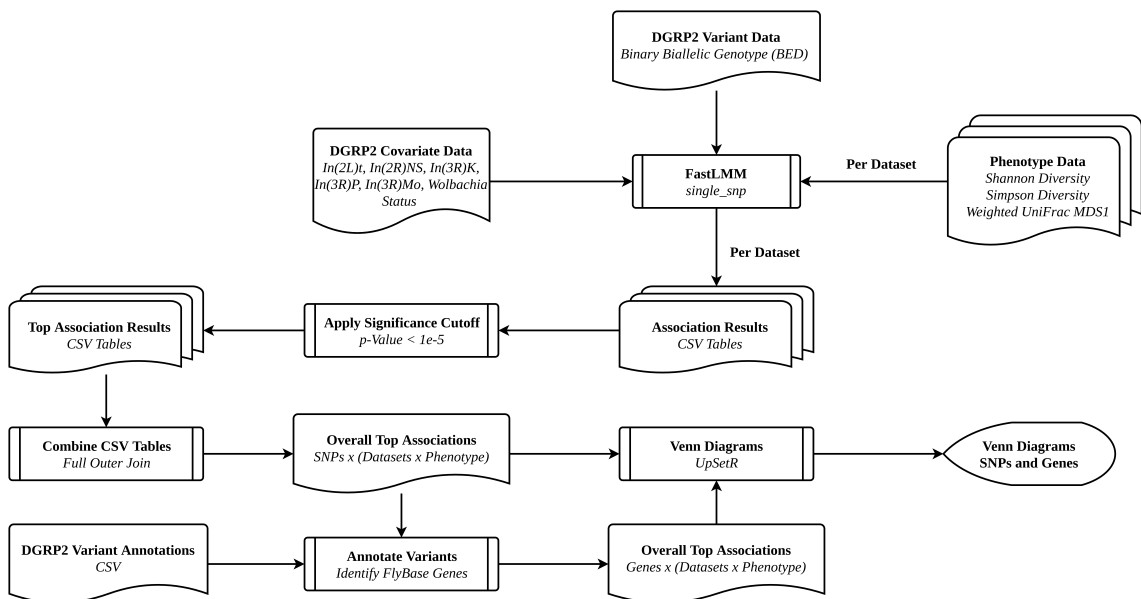 DGRP2 Variant Data
Binary Biallelic Genotype (BED)
DGRP2 Covariate Data
In(2L)t, In(2R)NS, In(3R)K,
In(3R)P, In(3R)Mo, Wolbachia
Status
FastLMM
single_snp
Per Dataset
Phenotype Data
Shannon Diversity
Simpson Diversity
Weighted UniFrac MDS1
Per Dataset
Top Association Results
CSV Tables
Apply Significance Cutoff
p-Value < 1e-5
Association Results
CSV Tables
Combine CSV Tables
Full Outer Join
Overall Top Associations
SNPs x (Datasets x Phenotype)
Venn Diagrams
UpSetR
Venn Diagrams
SNPs and Genes
DGRP2 Variant Annotations
CSV
Annotate Variants
Identify FlyBase Genes
Overall Top Associations
Genes x (Datasets x Phenotype)